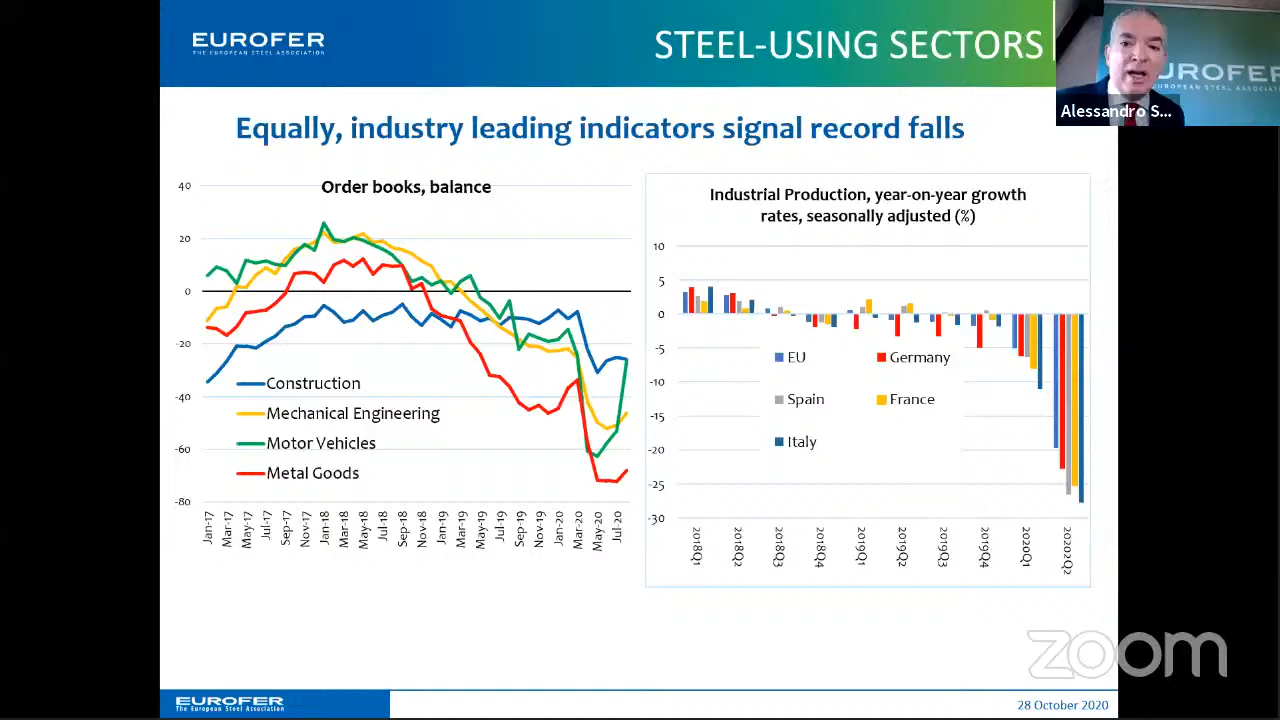 EUROFER
THE EUROPEAN STEEL ASSOCIATION
STEEL-USING SECTORS
UROFER
EUROPEAN STEEL ASSOCIA
Alessandro S...
Equally, industry leading indicators signal record falls
Order books, balance
40
20
0
-20
-40
-60
-80
Construction
Mechanical Engineering
Motor Vehicles
Metal Goods
Jan-17
Mar-17
May-17
Jul-17
Sep-17
Nov-17
Jan-18
Mar-18
May-18
Jul-18
Sep-18
Nov-18
Jan-19
Mar-19
May-19
Jul-19
Sep-19
Nov-19
Jan-20
Mar-20
May-20
Jul-20
Industrial Production, year-on-year growth
rates, seasonally adjusted (%)
10
5
0
-5
-10
-15
-20
-25
-30
EU
Germany
Spain
France
Italy
2018Q1
2018Q2
2018Q3
2018Q4
2019Q1
2019Q2
2019Q3
2019Q4
2020Q1
2020Q2
zoom
EUROFER
The European Steel Association
28 October 2020